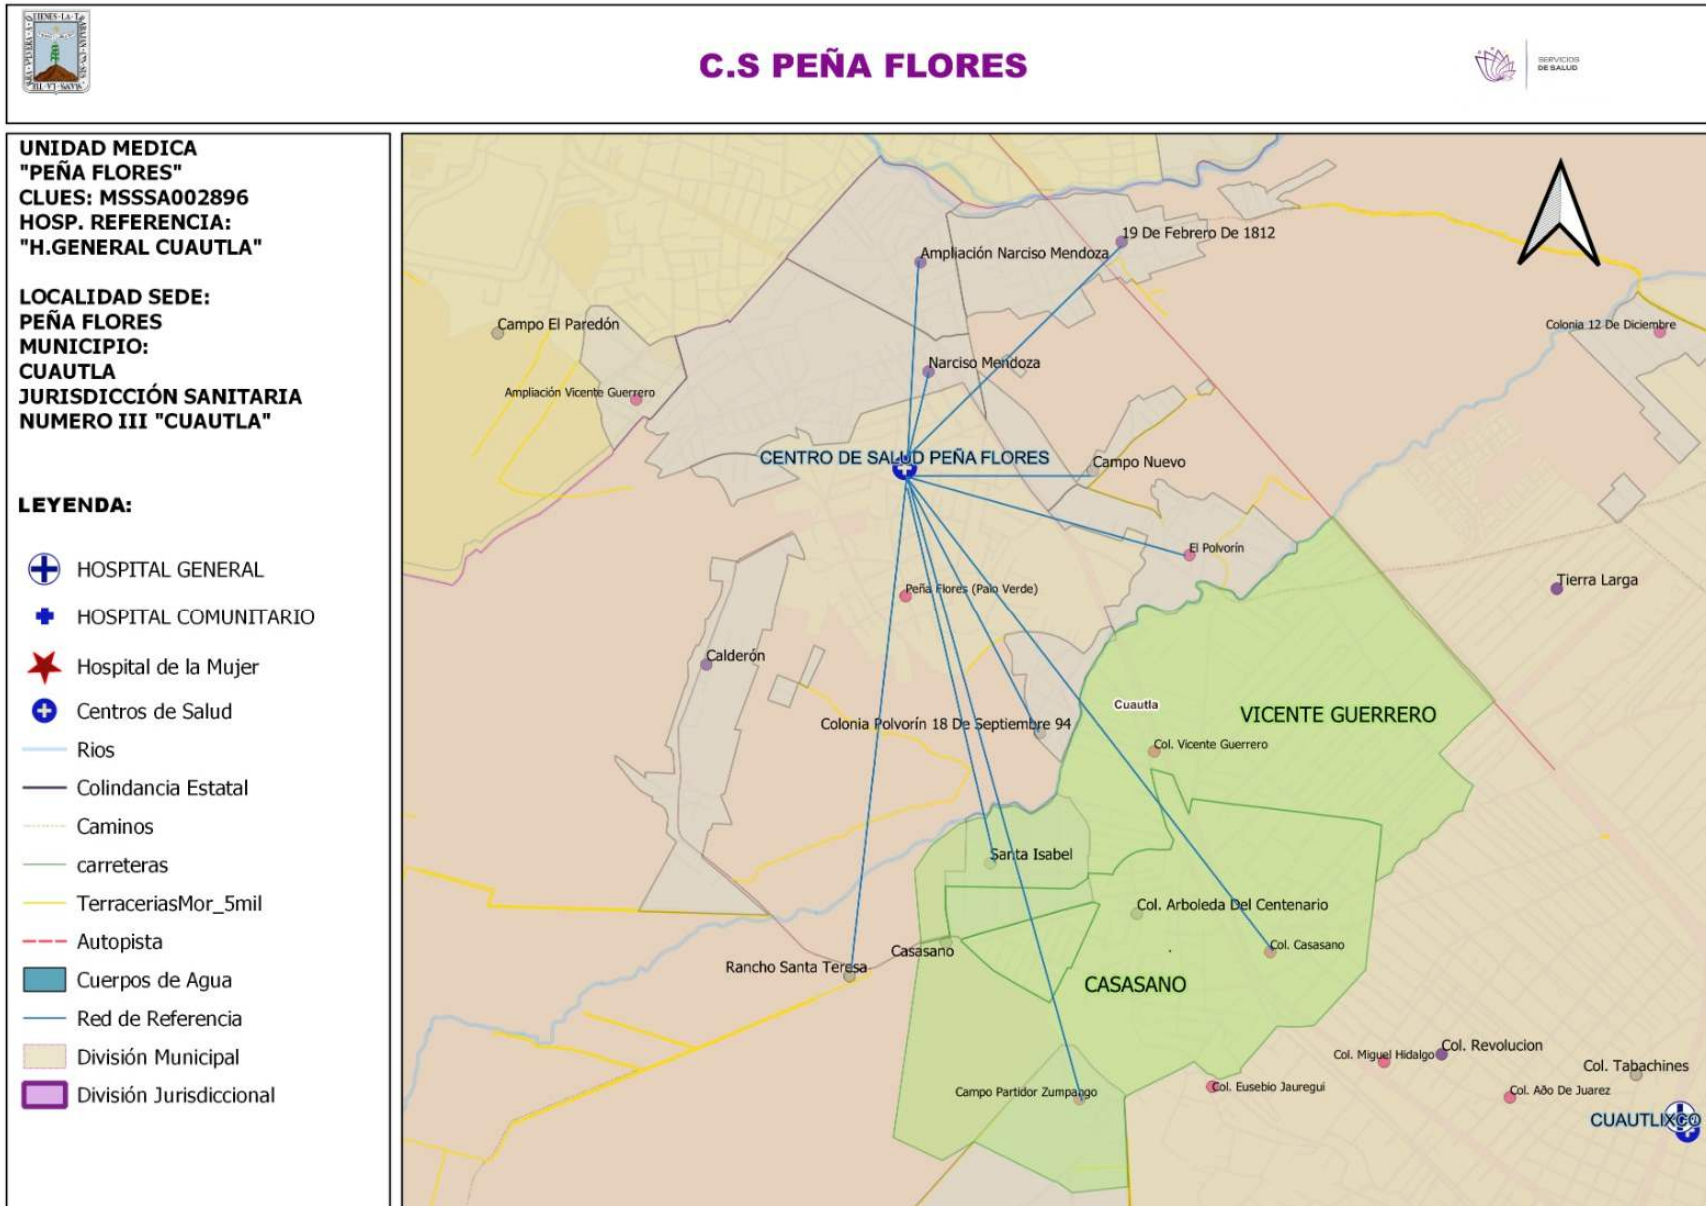 C.S PEÑA FLORES
SERVICIOS
DE SALUD
UNIDAD MEDICA
"PEÑA FLORES"
CLUES: MSSSA002896
HOSP. REFERENCIA:
"H.GENERAL CUAUTLA"
LOCALIDAD SEDE:
PEÑA FLORES
MUNICIPIO:
CUAUTLA
JURISDICCIÓN SANITARIA
NUMERO III "CUAUTLA"
LEYENDA:
HOSPITAL GENERAL
HOSPITAL COMUNITARIO
Hospital de la Mujer
Centros de Salud
Rios
Colindancia Estatal
Caminos
carreteras
TerraceriasMor_5mil
Autopista
Cuerpos de Agua
Red de Referencia
División Municipal
División Jurisdiccional
19 De Febrero De 1812
Ampliación Narciso Mendoza
Campo El Paredón
Colonia 12 De Diciembre
Narciso Mendoza
Ampliación Vicente Guerrero
CENTRO DE SALUD PEÑA FLORES
Campo Nuevo
El Polvorín
Tierra Larga
Peña Flores (Palo Verde)
Calderón
Cuautla
VICENTE GUERRERO
Colonia Polvorín 18 De Septiembre 94
Col. Vicente Guerrero
Santa Isabel
Col. Arboleda Del Centenario
Col. Casasano
Casasano
Rancho Santa Teresa
CASASANO
Col. Miguel Hidalgo
Col. Revolucion
Col. Tabachines
Campo Partidor Zumpango
Col. Eusebio Jauregui
Col. Año De Juarez
CUAUTLIXCO